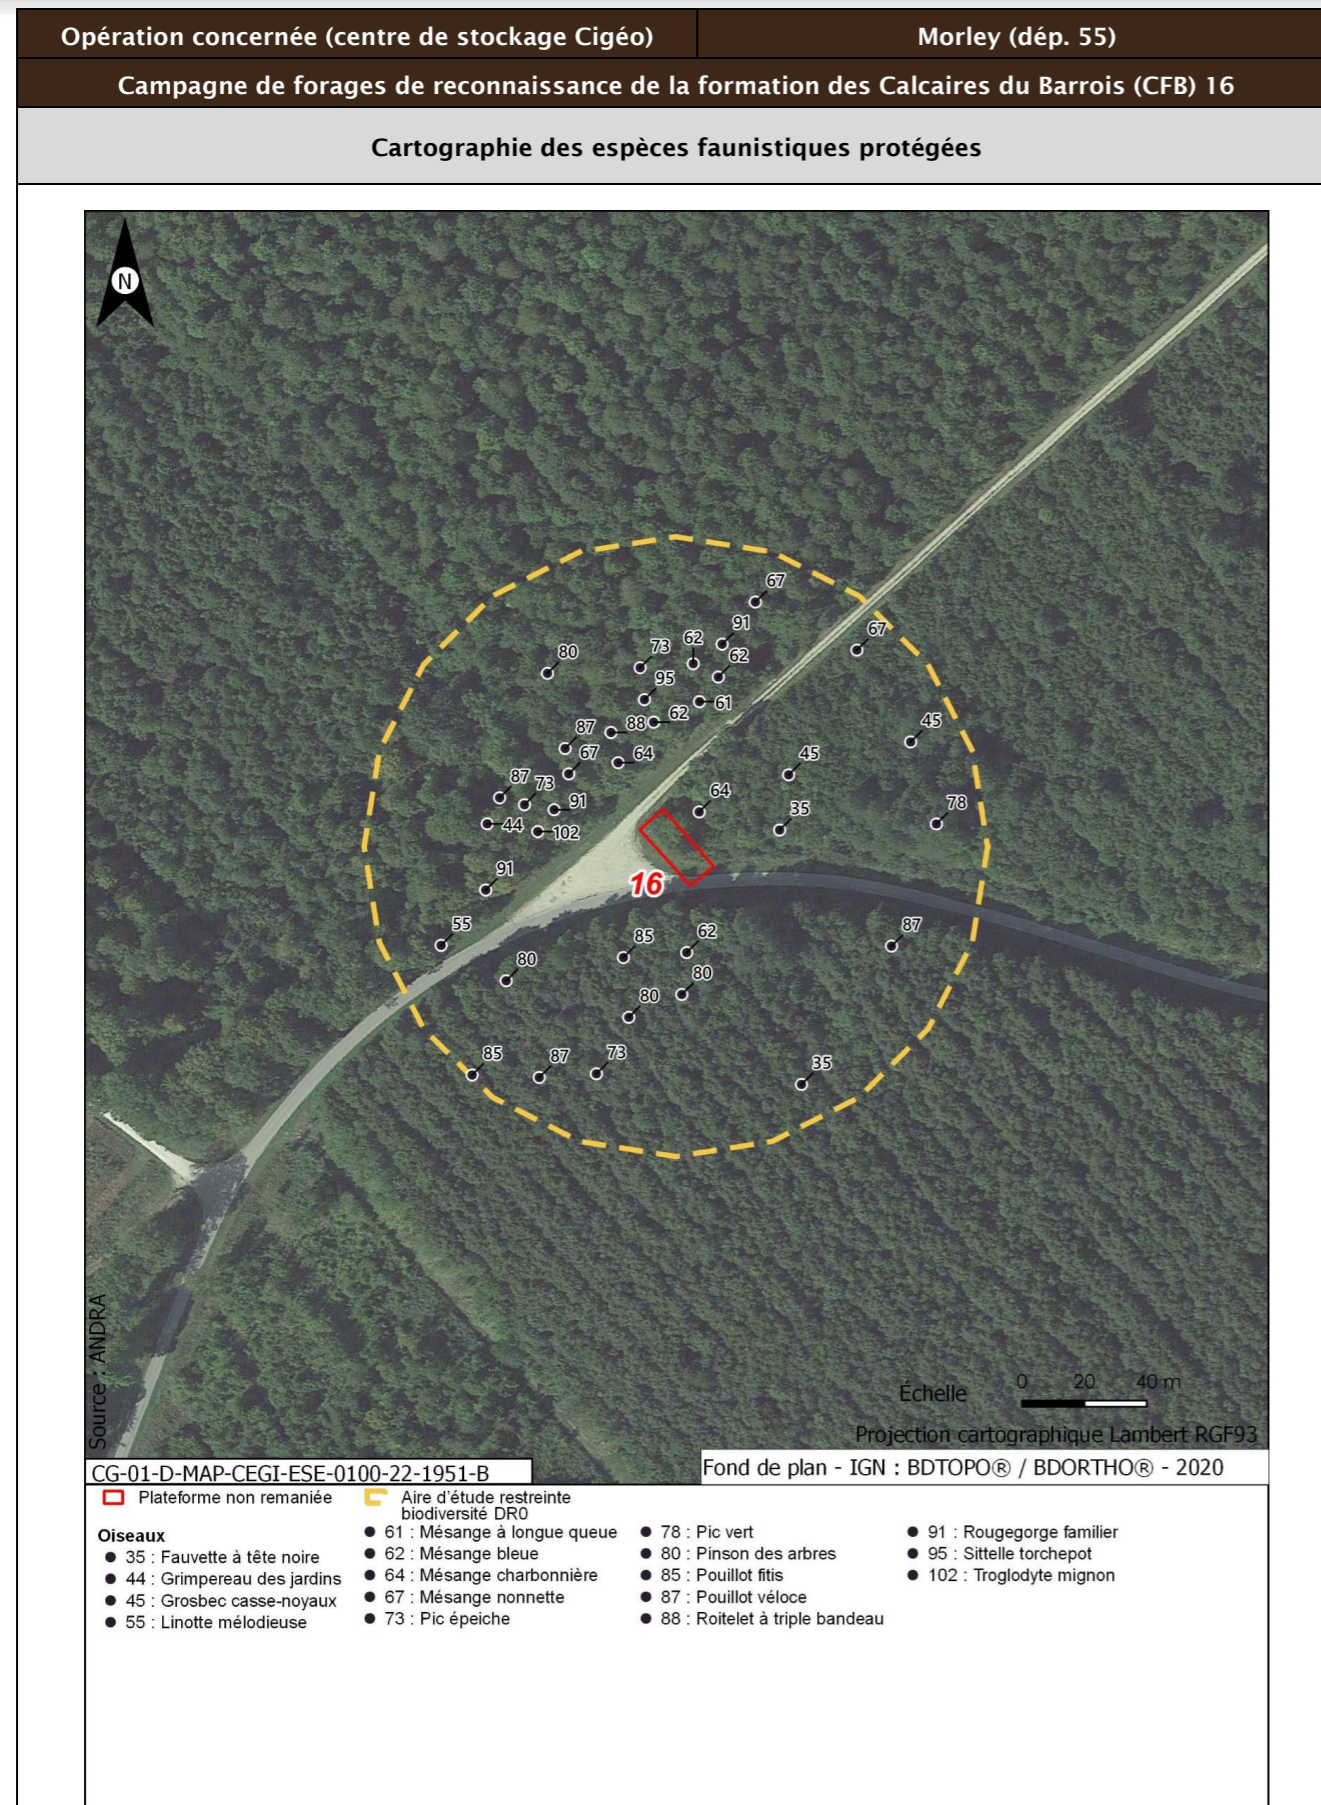 Opération concernée (centre de stockage Cigéo)
Morley (dép. 55)
Campagne de forages de reconnaissance de la formation des Calcaires du Barrois (CFB) 16
Cartographie des espèces faunistiques protégées
N
67
91
62
73
67
80
62
95
61
62
88
87
45
67
64
45
87
73
91
64
35
78
44
102
16
91
55
87
85
62
80
80
80
85
87
73
35
Source : ANDRA
Échelle 0 20 40 m
Projection cartographique Lambert RGF93
CG-01-D-MAP-CEGI-ESE-0100-22-1951-B
Fond de plan - IGN : BDTOPO® / BDORTHO® - 2020
Plateforme non remaniée
Aire d'étude restreinte
biodiversité DR0
Oiseaux
35 : Fauvette à tête noire
44 : Grimpereau des jardins
45 : Grosbec casse-noyaux
55 : Linotte mélodieuse
61 : Mésange à longue queue
62 : Mésange bleue
64 : Mésange charbonnière
67 : Mésange nonnette
73 : Pic épeiche
78 : Pic vert
80 : Pinson des arbres
85 : Pouillot fitis
87 : Pouillot véloce
88 : Roitelet à triple bandeau
91 : Rougegorge familier
95 : Sittelle torchepot
102 : Troglodyte mignon